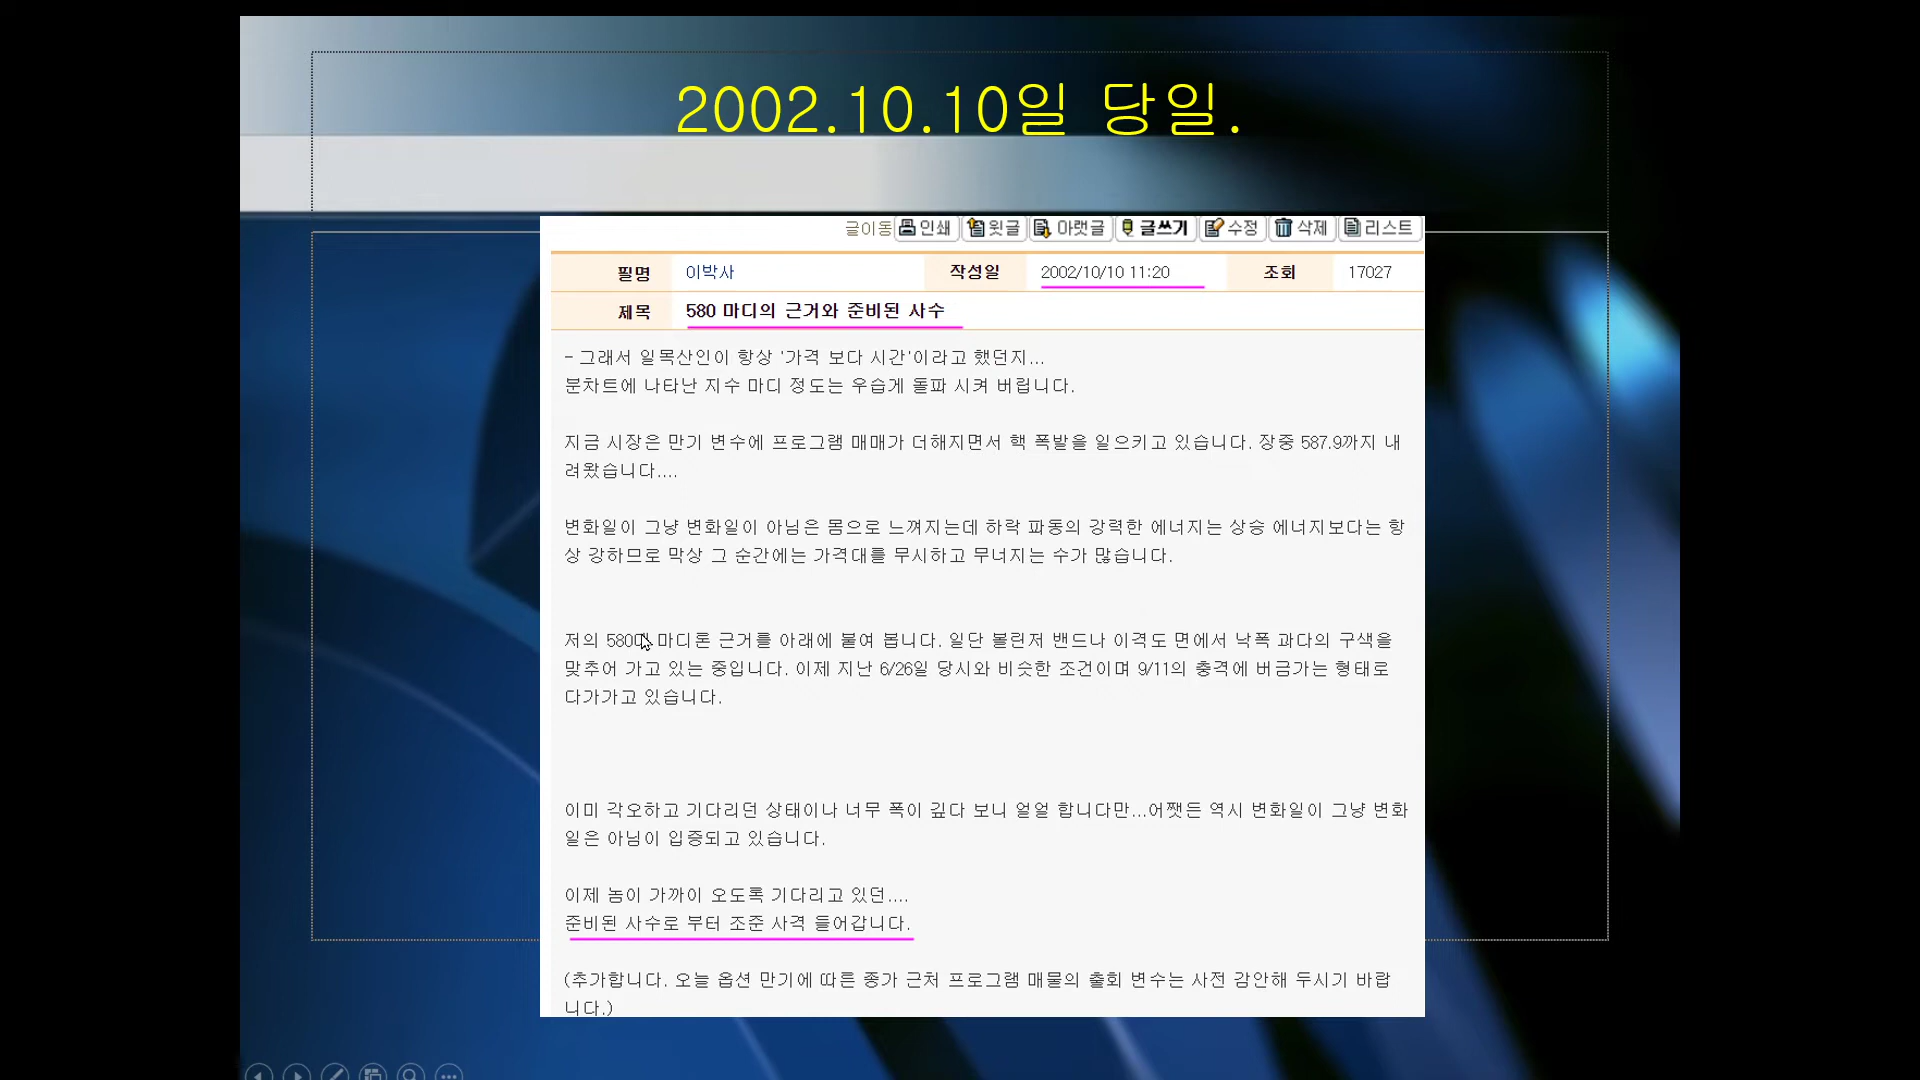 2002.10.10일 당일.
글이동 인쇄 윗글 아랫글 글쓰기 수정 삭제 리스트
필명 이박사 작성일 2002/10/10 11:20 조회 17027
제목 580 마디의 근거와 준비된 사수
- 그래서 일목산인이 항상 '가격 보다 시간'이라고 했던지...
분차트에 나타난 지수 마디 정도는 우습게 돌파 시켜 버립니다.
지금 시장은 만기 변수에 프로그램 매매가 더해지면서 핵 폭발을 일으키고 있습니다. 장중 587.9까지 내
려왔습니다....
변화일이 그냥 변화일이 아님은 몸으로 느껴지는데 하락 파동의 강력한 에너지는 상승 에너지보다는 항
상 강하므로 막상 그 순간에는 가격대를 무시하고 무너지는 수가 많습니다.
저의 580대 마디론 근거를 아래에 붙여 봅니다. 일단 볼린저 밴드나 이격도 면에서 낙폭 과다의 구색을
맞추어 가고 있는 중입니다. 이제 지난 6/26일 당시와 비슷한 조건이며 9/11의 충격에 버금가는 형태로
다가가고 있습니다.
이미 각오하고 기다리던 상태이나 너무 폭이 깊다 보니 얼얼 합니다만...어쨋든 역시 변화일이 그냥 변화
일은 아님이 입증되고 있습니다.
이제 놈이 가까이 오도록 기다리고 있던....
준비된 사수로 부터 조준 사격 들어갑니다.
(추가합니다. 오늘 옵션 만기에 따른 종가 근처 프로그램 매물의 출회 변수는 사전 감안해 두시기 바랍
니다.)